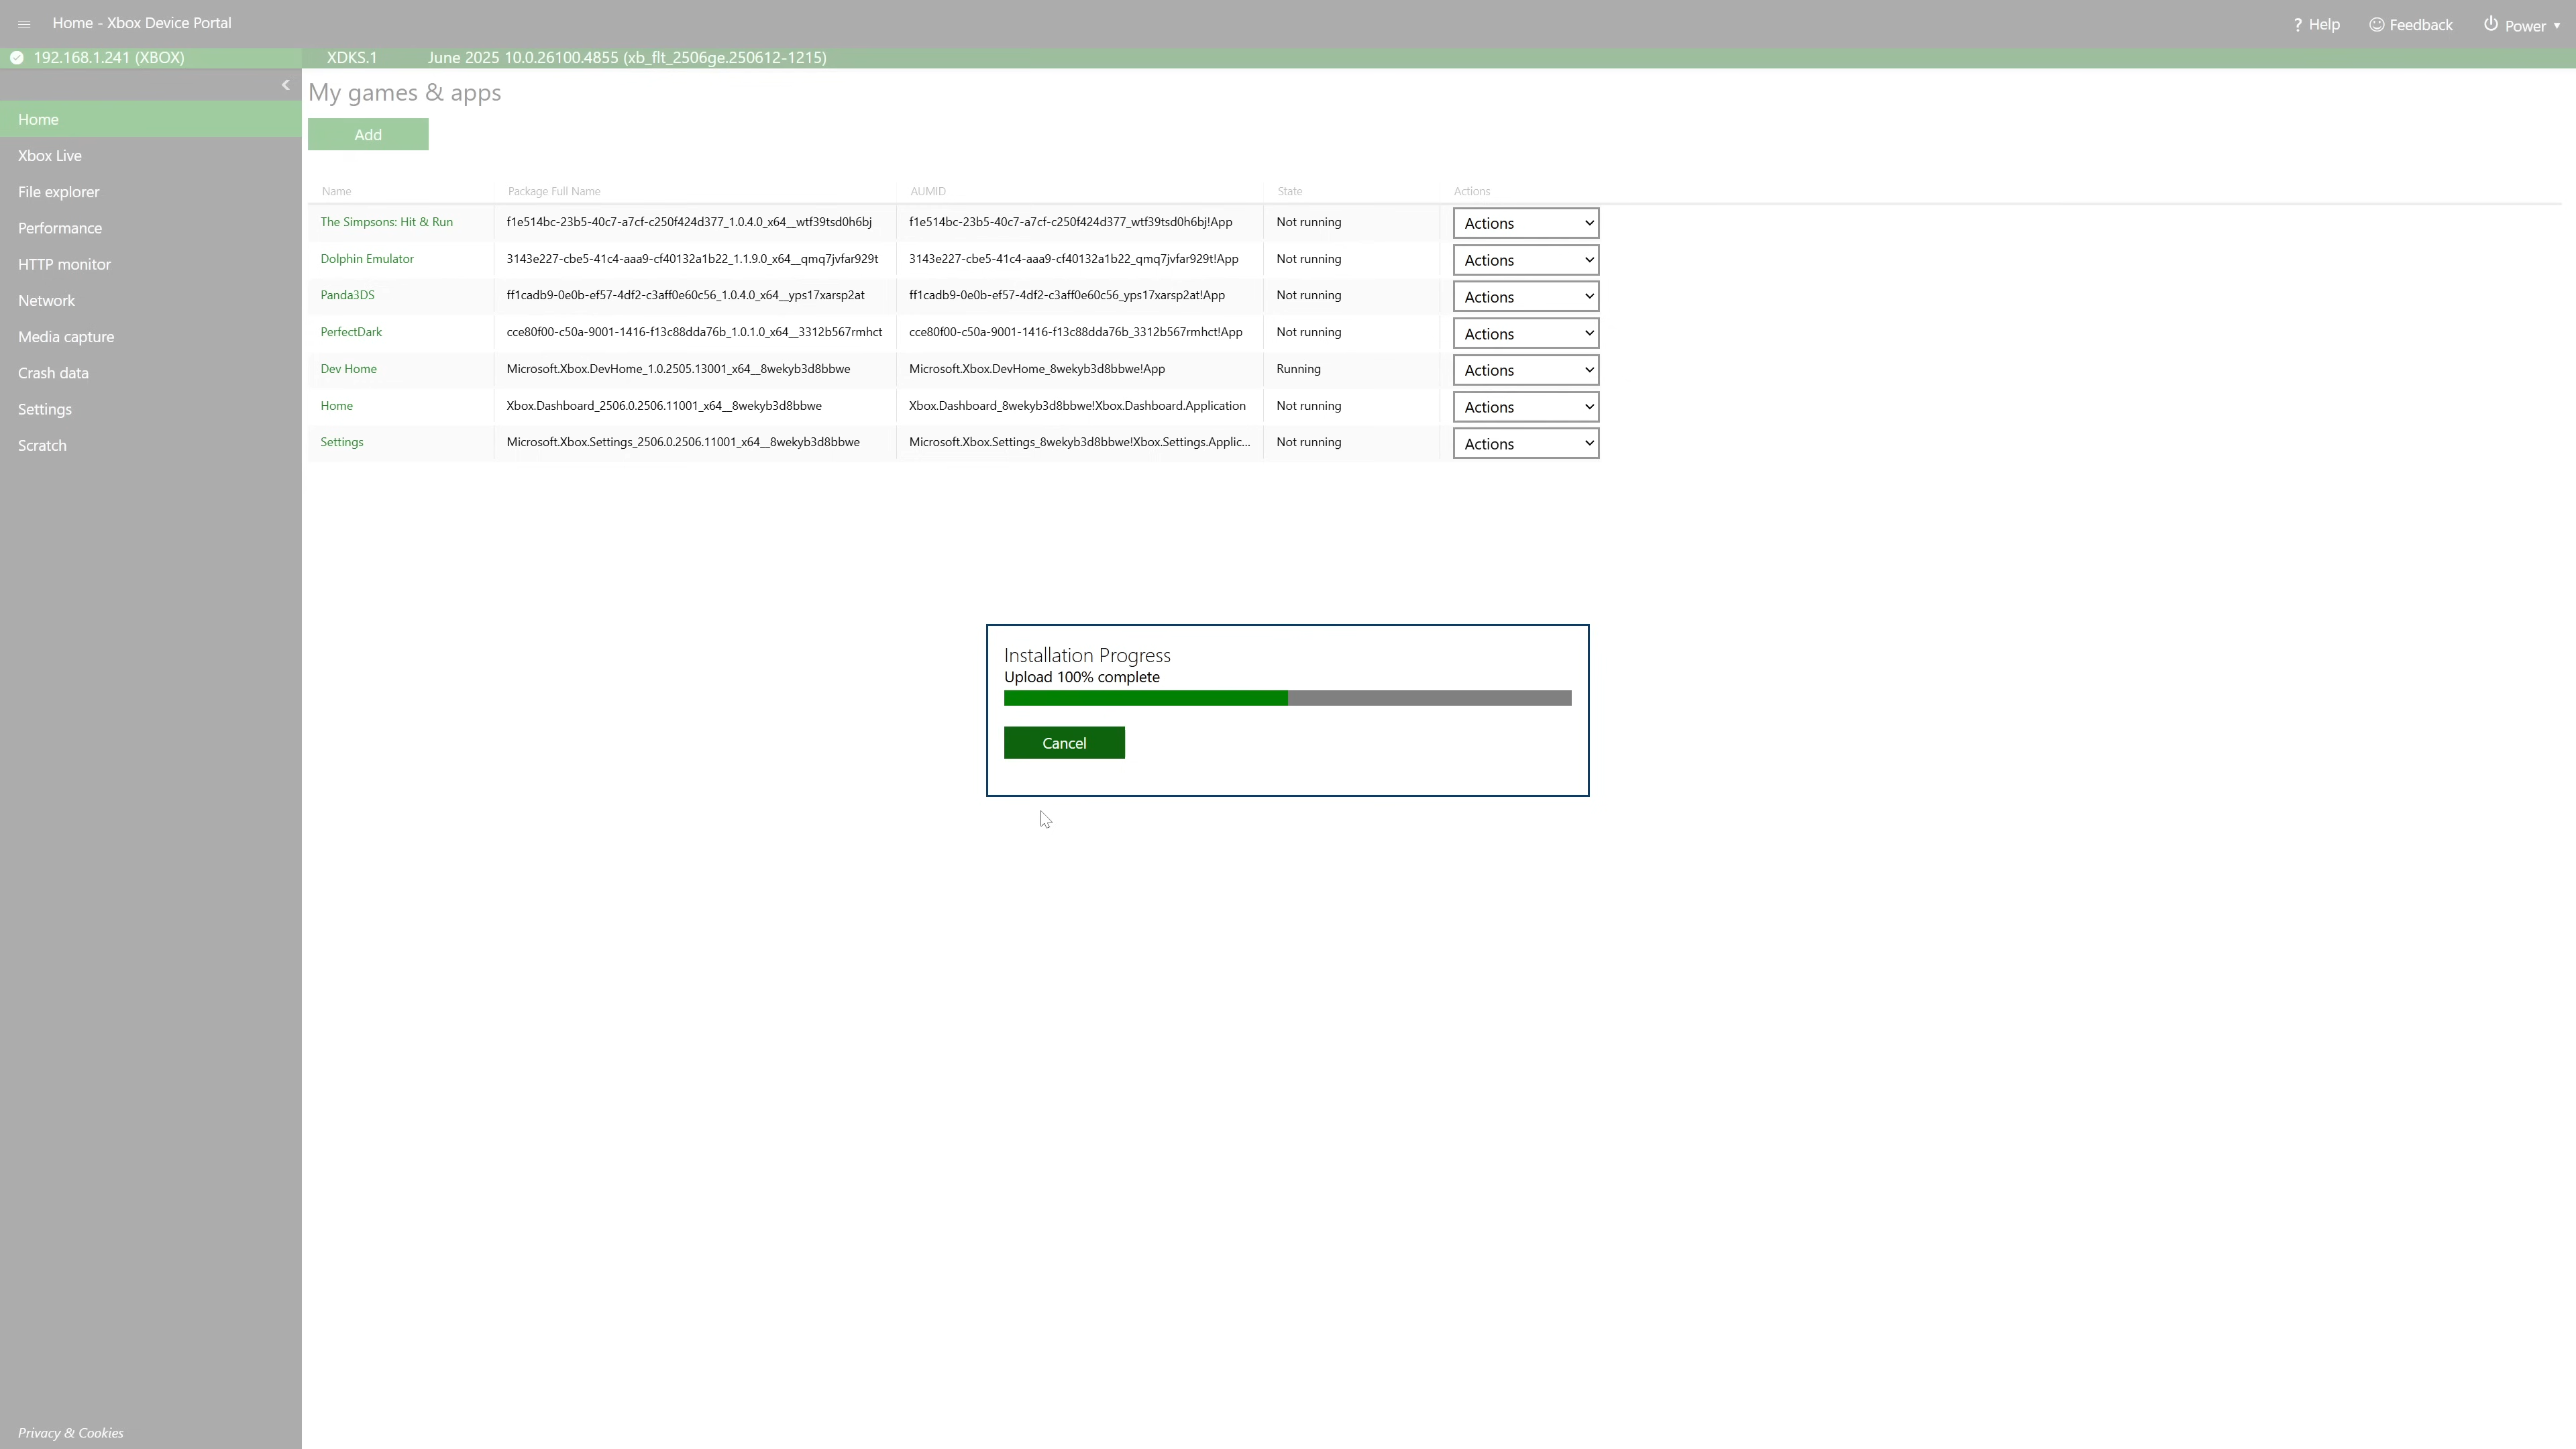 Home - Xbox Device Portal
? Help Feedback Power
192.168.1.241 (XBOX) XDKS.1 June 2025 10.0.26100.4855 (xb_flt_2506ge.250612-1215)
Home
Xbox Live
File explorer
Performance
HTTP monitor
Network
Media capture
Crash data
Settings
Scratch
Privacy & Cookies
My games & apps
Add
Name Package Full Name AUMID State Actions
The Simpsons: Hit & Run f1e514bc-23b5-40c7-a7cf-c250f424d377_1.0.4.0_x64__wtf39tsd0h6bj f1e514bc-23b5-40c7-a7cf-c250f424d377_wtf39tsd0h6bj!App Not running Actions
Dolphin Emulator 3143e227-cbe5-41c4-aaa9-cf40132a1b22_1.1.9.0_x64__qmq7jvfar929t 3143e227-cbe5-41c4-aaa9-cf40132a1b22_qmq7jvfar929t!App Not running Actions
Panda3DS ff1cadb9-0e0b-ef57-4df2-c3aff0e60c56_1.0.4.0_x64__yps17xarsp2at ff1cadb9-0e0b-ef57-4df2-c3aff0e60c56_yps17xarsp2at!App Not running Actions
PerfectDark cce80f00-c50a-9001-1416-f13c88dda76b_1.0.1.0_x64__3312b567rmhct cce80f00-c50a-9001-1416-f13c88dda76b_3312b567rmhct!App Not running Actions
Dev Home Microsoft.Xbox.DevHome_1.0.2505.13001_x64__8wekyb3d8bbwe Microsoft.Xbox.DevHome_8wekyb3d8bbwe!App Running Actions
Home Xbox.Dashboard_2506.0.2506.11001_x64__8wekyb3d8bbwe Xbox.Dashboard_8wekyb3d8bbwe!Xbox.Dashboard.Application Not running Actions
Settings Microsoft.Xbox.Settings_2506.0.2506.11001_x64__8wekyb3d8bbwe Microsoft.Xbox.Settings_8wekyb3d8bbwe!Xbox.Settings.Applic... Not running Actions
Installation Progress
Upload 100% complete
Cancel